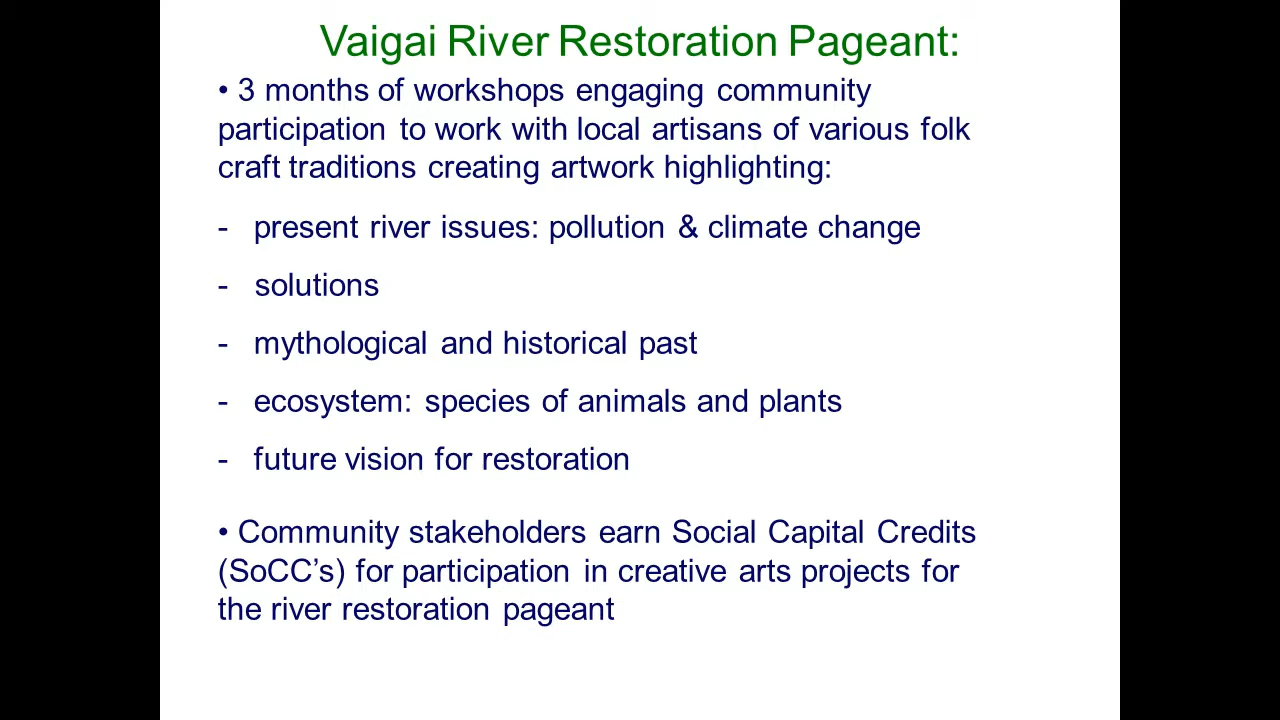 Vaigai River Restoration Pageant:
• 3 months of workshops engaging community
participation to work with local artisans of various folk
craft traditions creating artwork highlighting:
- present river issues: pollution & climate change
- solutions
- mythological and historical past
- ecosystem: species of animals and plants
- future vision for restoration
• Community stakeholders earn Social Capital Credits
(SoCC’s) for participation in creative arts projects for
the river restoration pageant